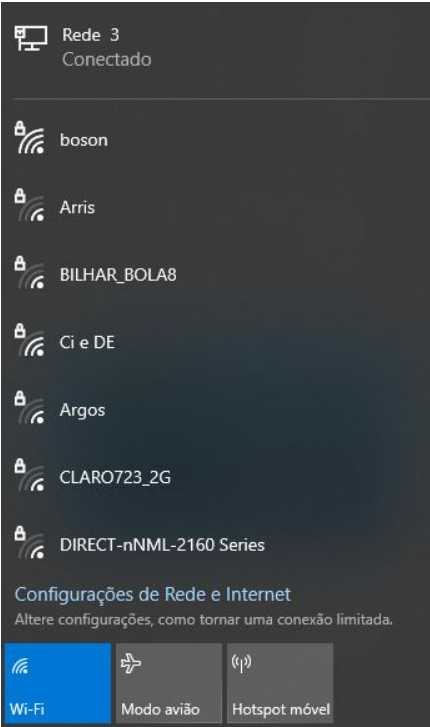 Rede 3
Conectado
boson
Arris
BILHAR_BOLA8
Ci e DE
Argos
CLARO723_2G
DIRECT-nNML-2160 Series
Configurações de Rede e Internet
Altere configurações, como tornar uma conexão limitada.
Wi-Fi
Modo avião
Hotspot móvel